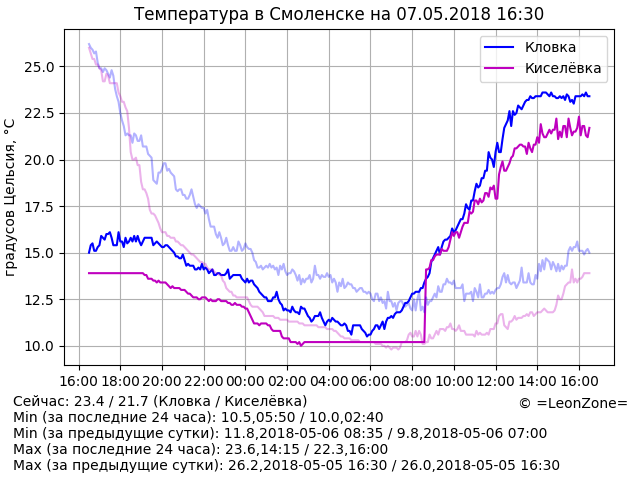 Температура в Смоленске на 07.05.2018 16:30
Кловка
Киселёвка
градусов Цельсия, °C
25.0
22.5
20.0
17.5
15.0
12.5
10.0
16:00 18:00 20:00 22:00 00:00 02:00 04:00 06:00 08:00 10:00 12:00 14:00 16:00
Сейчас: 23.4 / 21.7 (Кловка / Киселёвка)
© =LeonZone=
Min (за последние 24 часа): 10.5,05:50 / 10.0,02:40
Min (за предыдущие сутки): 11.8,2018-05-06 08:35 / 9.8,2018-05-06 07:00
Max (за последние 24 часа): 23.6,14:15 / 22.3,16:00
Max (за предыдущие сутки): 26.2,2018-05-05 16:30 / 26.0,2018-05-05 16:30